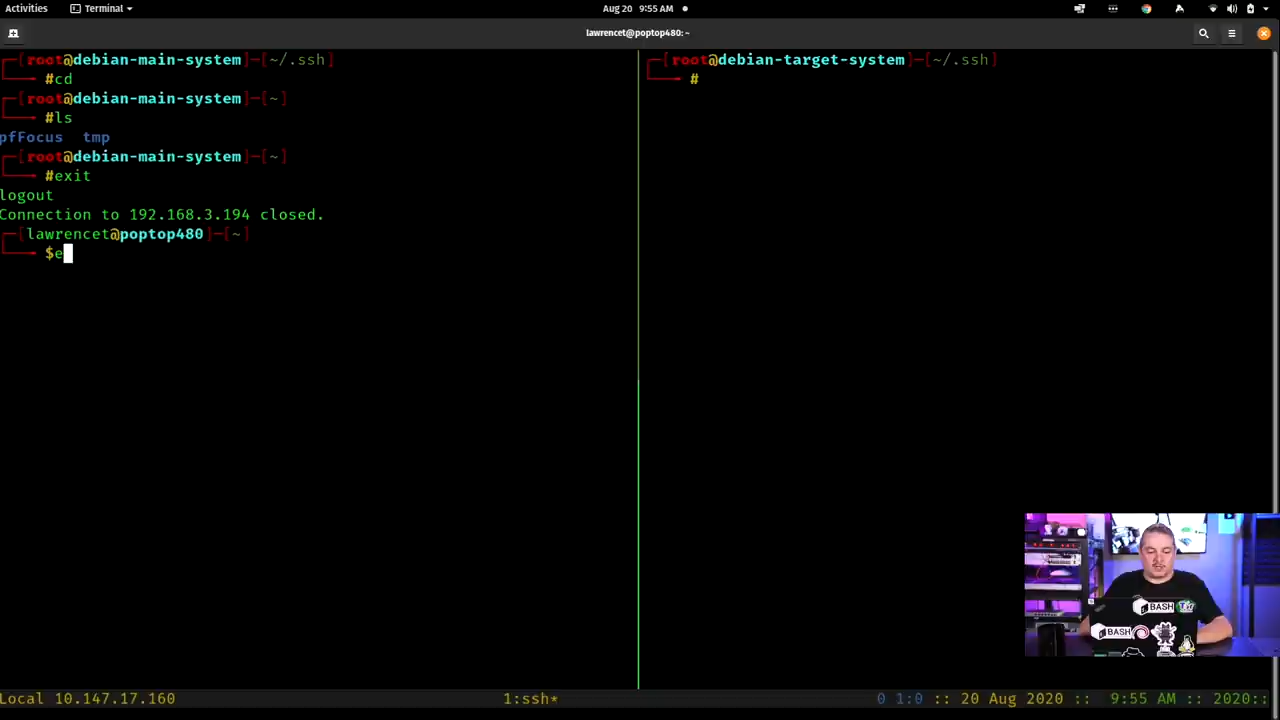 Activities
Terminal
Aug 20 9:55 AM
lawrencet@poptop480: ~
[root@debian-main-system]-[~/.ssh]
#cd
[root@debian-main-system]-[~]
#ls
pfFocus tmp
[root@debian-main-system]-[~]
#exit
logout
Connection to 192.168.3.194 closed.
[lawrencet@poptop480]-[~]
$e
[root@debian-target-system]-[~/.ssh]
#
BASH
BASH
Local 10.147.17.160
1:ssh*
0 1:0 :: 20 Aug 2020 :: 9:55 AM :: 2020::